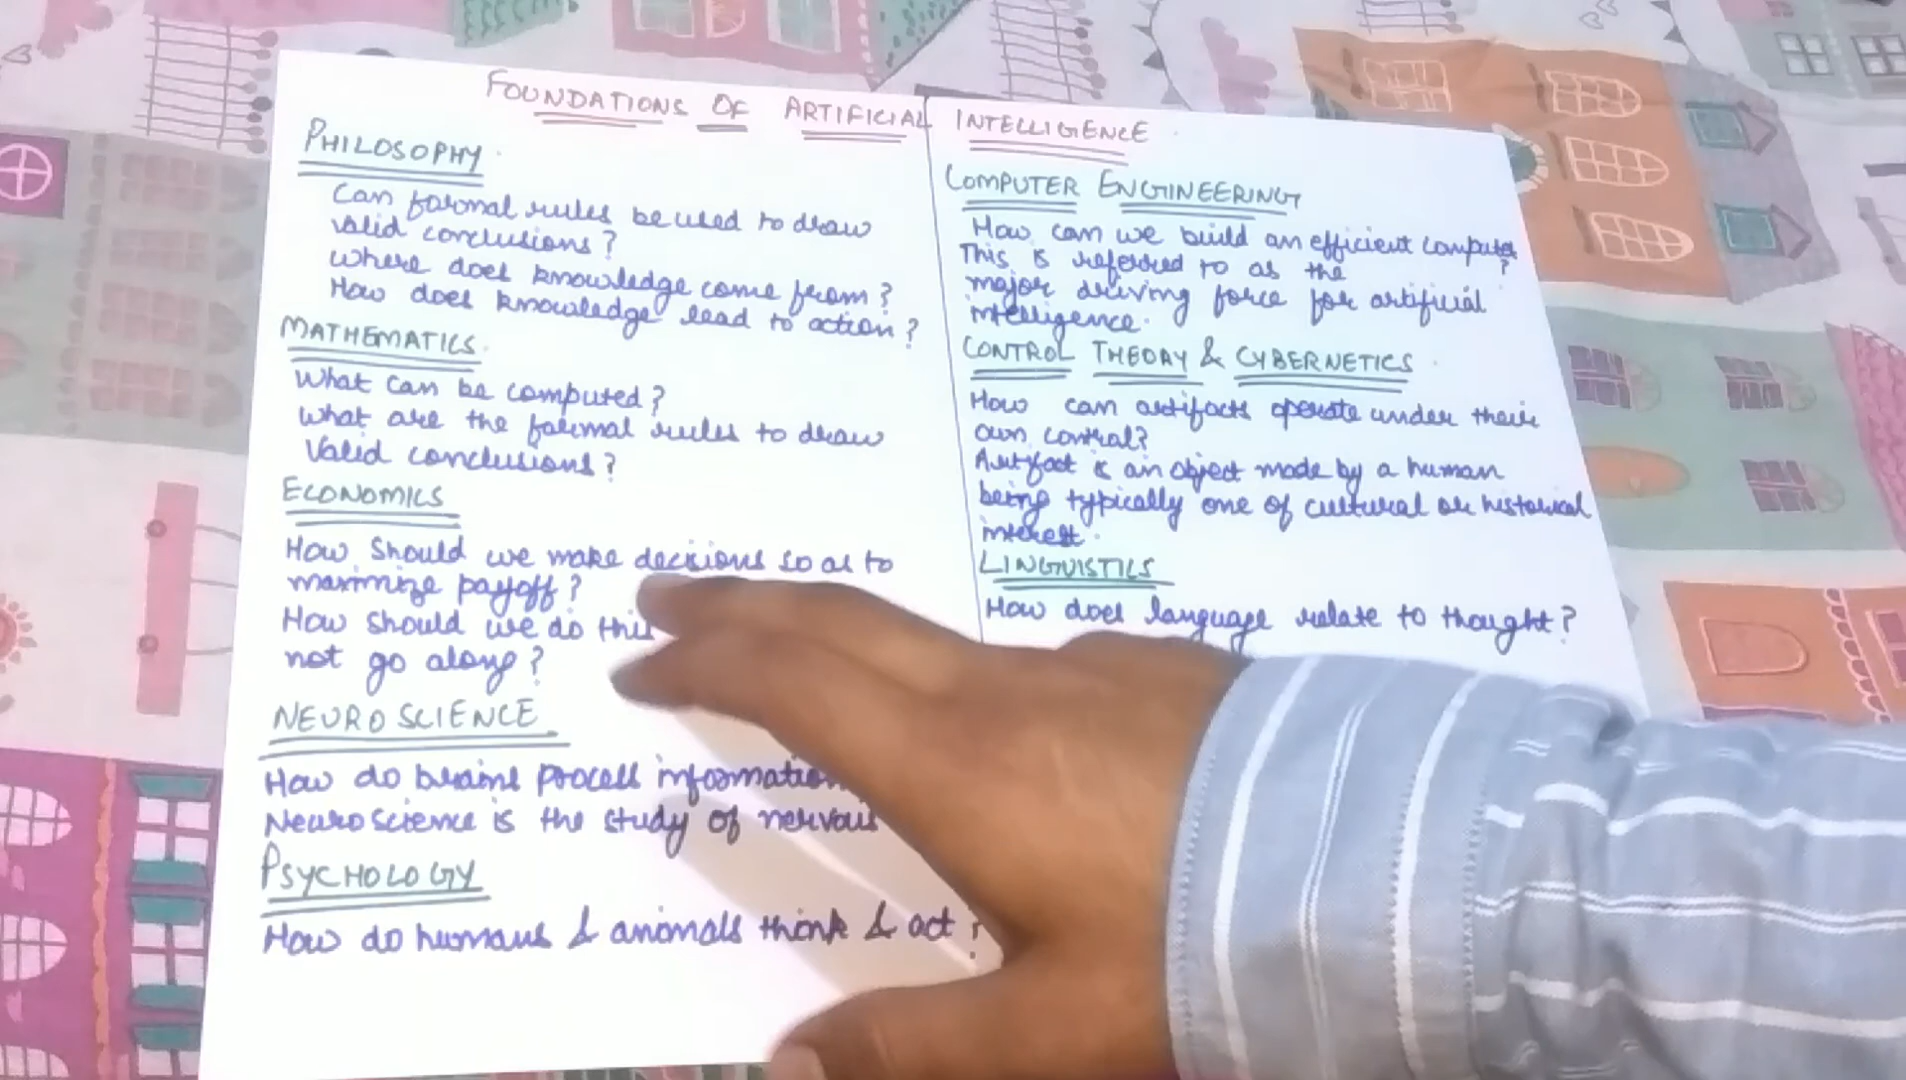 FOUNDATIONS OF ARTIFICIAL INTELLIGENCE
PHILOSOPHY
Can formal rules be used to draw
valid conclusions?
where does knowledge come from?
How does knowledge lead to action?
MATHEMATICS
What can be computed?
what are the formal rules to draw
Valid conclusions?
ECONOMICS
How should we make decisions so as to
maximize payoff?
How should we do this
not go along?
NEUROSCIENCE
How do brains process information
Neuroscience is the study of nervous
PSYCHOLOGY
How do humans & animals think & act?
COMPUTER ENGINEERING
How can we build an efficient computer?
This is referred to as the
major driving force for artificial
intelligence.
CONTROL THEORY & CYBERNETICS
How can artifacts operate under their
own control?
Artifact is an object made by a human
being typically one of cultural or historical
interest.
LINGUISTICS
How does language relate to thought?